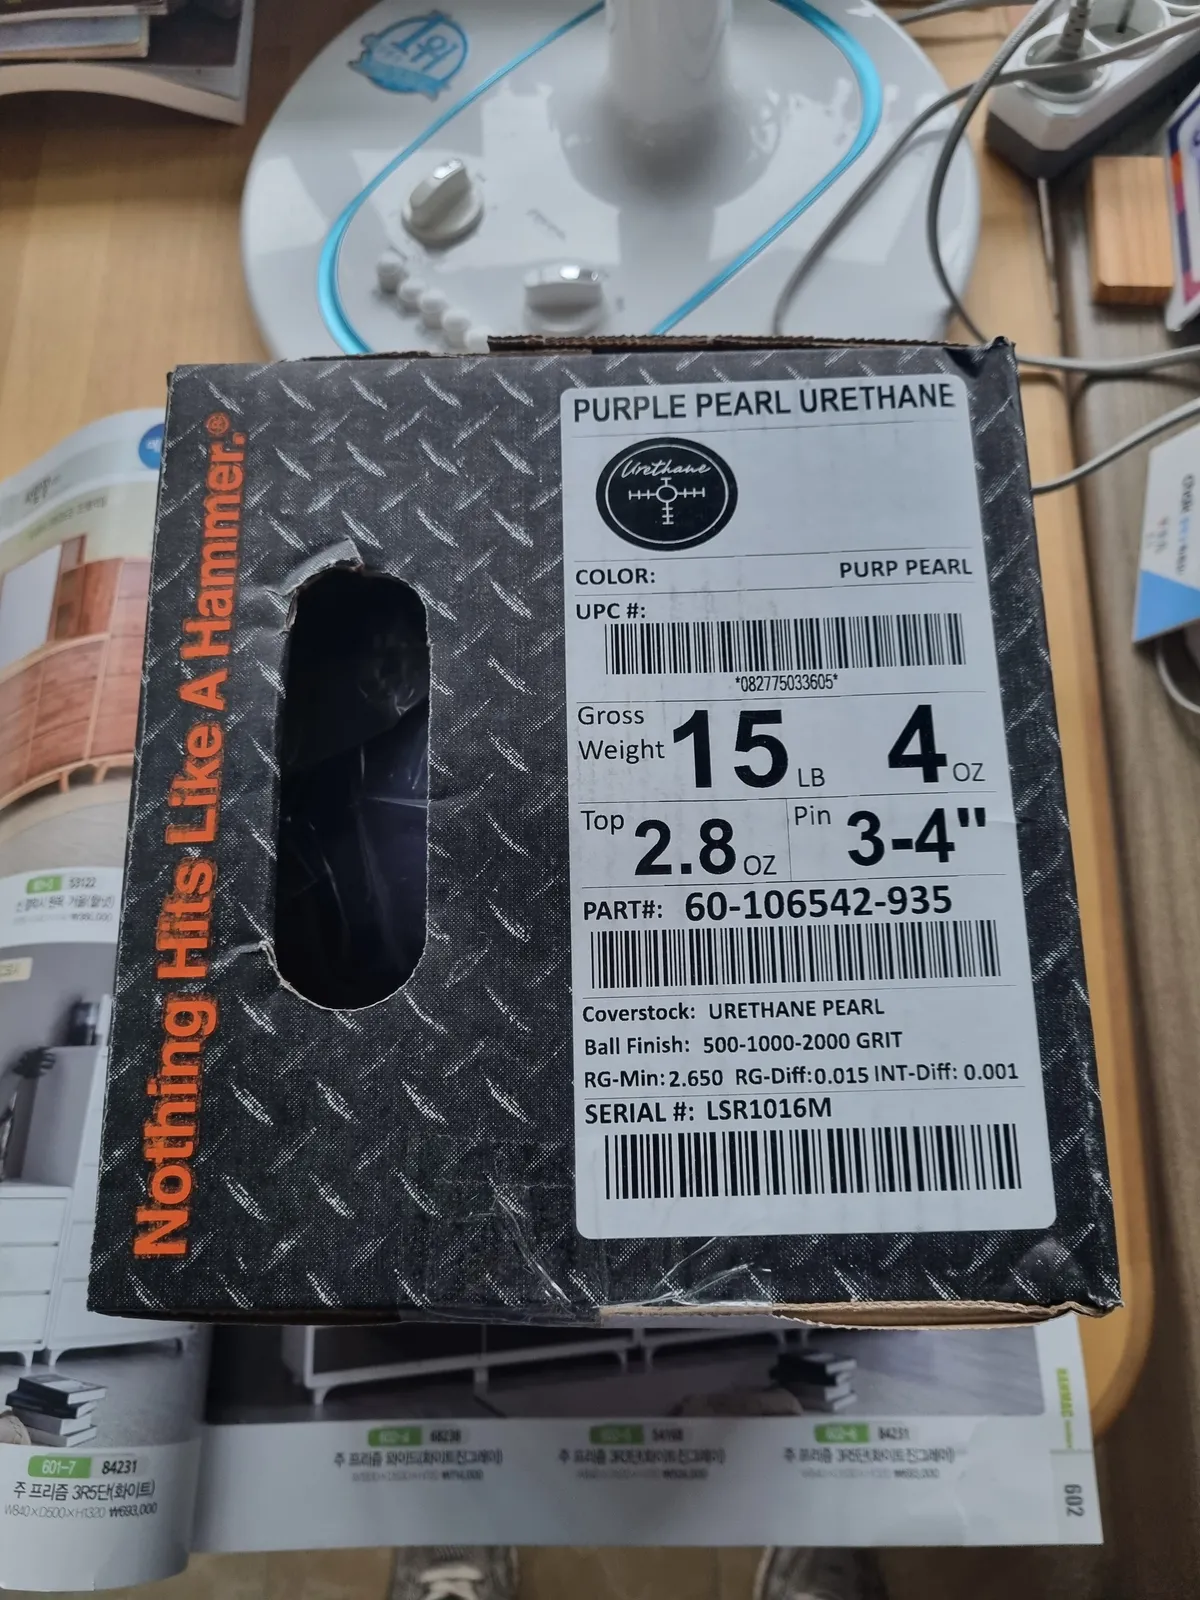 Nothing Hits Like A Hammer.®
PURPLE PEARL URETHANE
Urethane
COLOR: PURP PEARL
UPC #:
*082775033605*
Gross Weight 15 LB 4 OZ
Top 2.8 OZ Pin 3-4"
PART#: 60-106542-935
Coverstock: URETHANE PEARL
Ball Finish: 500-1000-2000 GRIT
RG-Min: 2.650 RG-Diff: 0.015 INT-Diff: 0.001
SERIAL #: LSR1016M
53122
601-7 84231
주 프리즘 3R5단(화이트)
W840×D500×H1320 ₩693,000
68238
84231
602